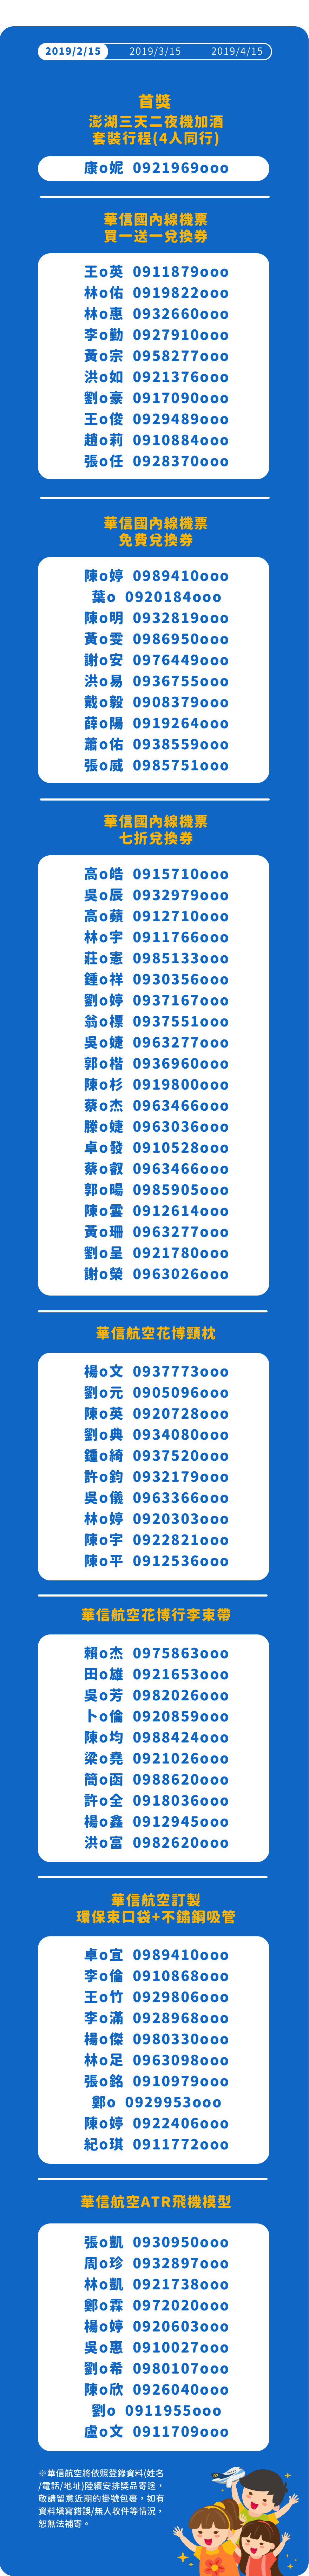 2019/2/15 2019/3/15 2019/4/15
首獎
澎湖三天二夜機加酒
套裝行程(4人同行)
康o妮 0921969ooo
華信國內線機票
買一送一兌換券
王o英 0911879ooo
林o佑 0919822ooo
林o惠 0932660ooo
李o勤 0927910ooo
黃o宗 0958277ooo
洪o如 0921376ooo
劉o豪 0917090ooo
王o俊 0929489ooo
趙o莉 0910884ooo
張o任 0928370ooo
華信國內線機票
免費兌換券
陳o婷 0989410ooo
葉o 0920184ooo
陳o明 0932819ooo
黃o雯 0986950ooo
謝o安 0976449ooo
洪o易 0936755ooo
戴o毅 0908379ooo
薛o陽 0919264ooo
蕭o佑 0938559ooo
張o威 0985751ooo
華信國內線機票
七折兌換券
高o皓 0915710ooo
吳o辰 0932979ooo
高o蘋 0912710ooo
林o宇 0911766ooo
莊o憲 0985133ooo
鍾o祥 0930356ooo
劉o婷 0937167ooo
翁o標 0937551ooo
吳o婕 0963277ooo
郭o楷 0936960ooo
陳o杉 0919800ooo
蔡o杰 0963466ooo
滕o婕 0963036ooo
卓o發 0910528ooo
蔡o叡 0963466ooo
郭o暘 0985905ooo
陳o雲 0912614ooo
黃o珊 0963277ooo
劉o呈 0921780ooo
謝o榮 0963026ooo
華信航空花博頸枕
楊o文 0937773ooo
劉o元 0905096ooo
陳o英 0920728ooo
劉o典 0934080ooo
鍾o綺 0937520ooo
許o鈞 0932179ooo
吳o儀 0963366ooo
林o婷 0920303ooo
陳o宇 0922821ooo
陳o平 0912536ooo
華信航空花博行李束帶
賴o杰 0975863ooo
田o雄 0921653ooo
吳o芳 0982026ooo
卜o倫 0920859ooo
陳o均 0988424ooo
梁o堯 0921026ooo
簡o函 0988620ooo
許o全 0918036ooo
楊o鑫 0912945ooo
洪o富 0982620ooo
華信航空訂製
環保束口袋+不鏽鋼吸管
卓o宜 0989410ooo
李o倫 0910868ooo
王o竹 0929806ooo
李o滿 0928968ooo
楊o傑 0980330ooo
林o足 0963098ooo
張o銘 0910979ooo
鄭o 0929953ooo
陳o婷 0922406ooo
紀o琪 0911772ooo
華信航空ATR飛機模型
張o凱 0930950ooo
周o珍 0932897ooo
林o凱 0921738ooo
鄭o霖 0972020ooo
楊o婷 0920603ooo
吳o惠 0910027ooo
劉o希 0980107ooo
陳o欣 0926040ooo
劉o 0911955ooo
盧o文 0911709ooo
※華信航空將依照登錄資料(姓名
/電話/地址)陸續安排獎品寄送，
敬請留意近期的掛號包裹，如有
資料填寫錯誤/無人收件等情況，
恕無法補寄。